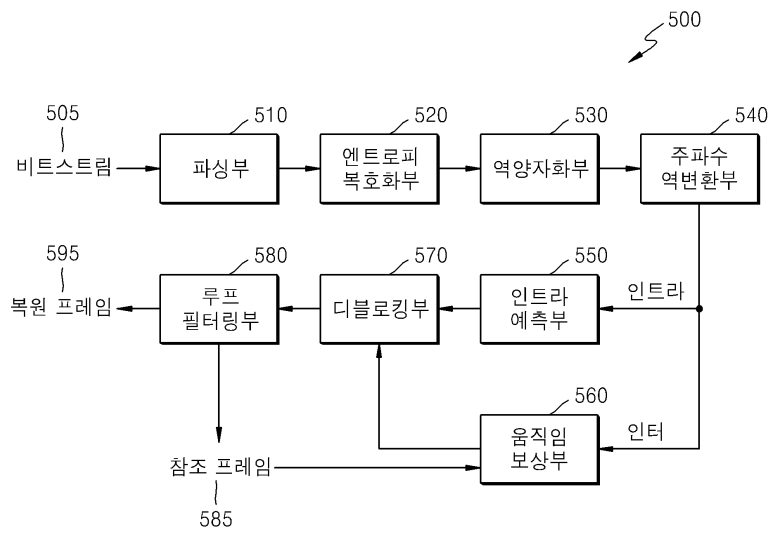 500
505
510
520
530
540
비트스트림
파싱부
엔트로피
복호화부
역양자화부
주파수
역변환부
595
580
570
550
복원 프레임
루프
필터링부
디블로킹부
인트라
예측부
인트라
560
움직임
보상부
인터
참조 프레임
585